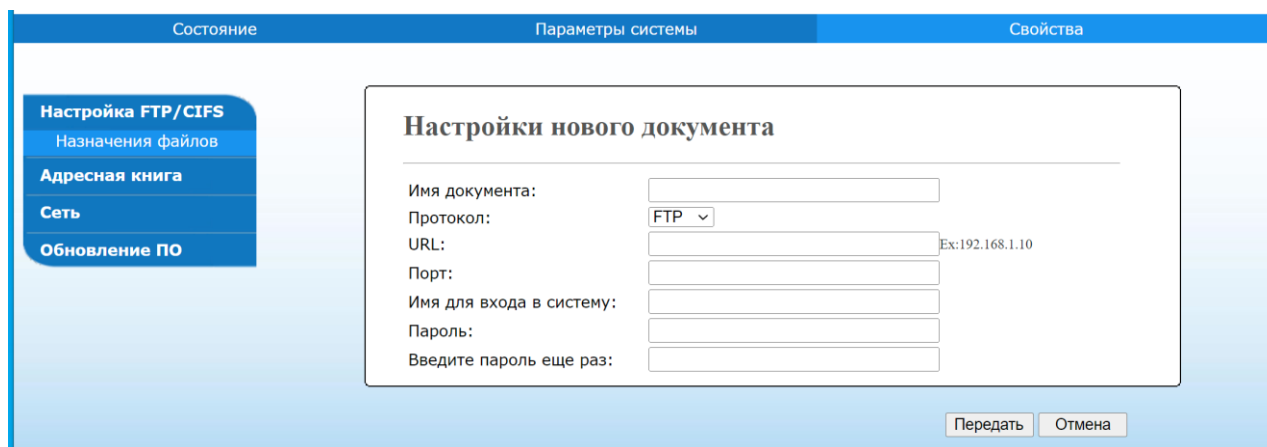 Состояние Параметры системы Свойства
Настройка FTP/CIFS
Назначения файлов
Адресная книга
Сеть
Обновление ПО
Настройки нового документа
Имя документа:
Протокол: FTP
URL: Ex:192.168.1.10
Порт:
Имя для входа в систему:
Пароль:
Введите пароль еще раз:
Передать Отмена